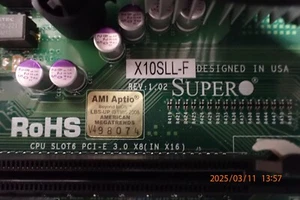 X10SLL-F
DESIGNED IN USA
REV:1.02
SUPER
AMI Aptio
AMERICAN
MEGATRENDS
V498074
RoHS
CPU SLOT6 PCI-E 3.0 X8(IN X16)
2025/03/11 13:57